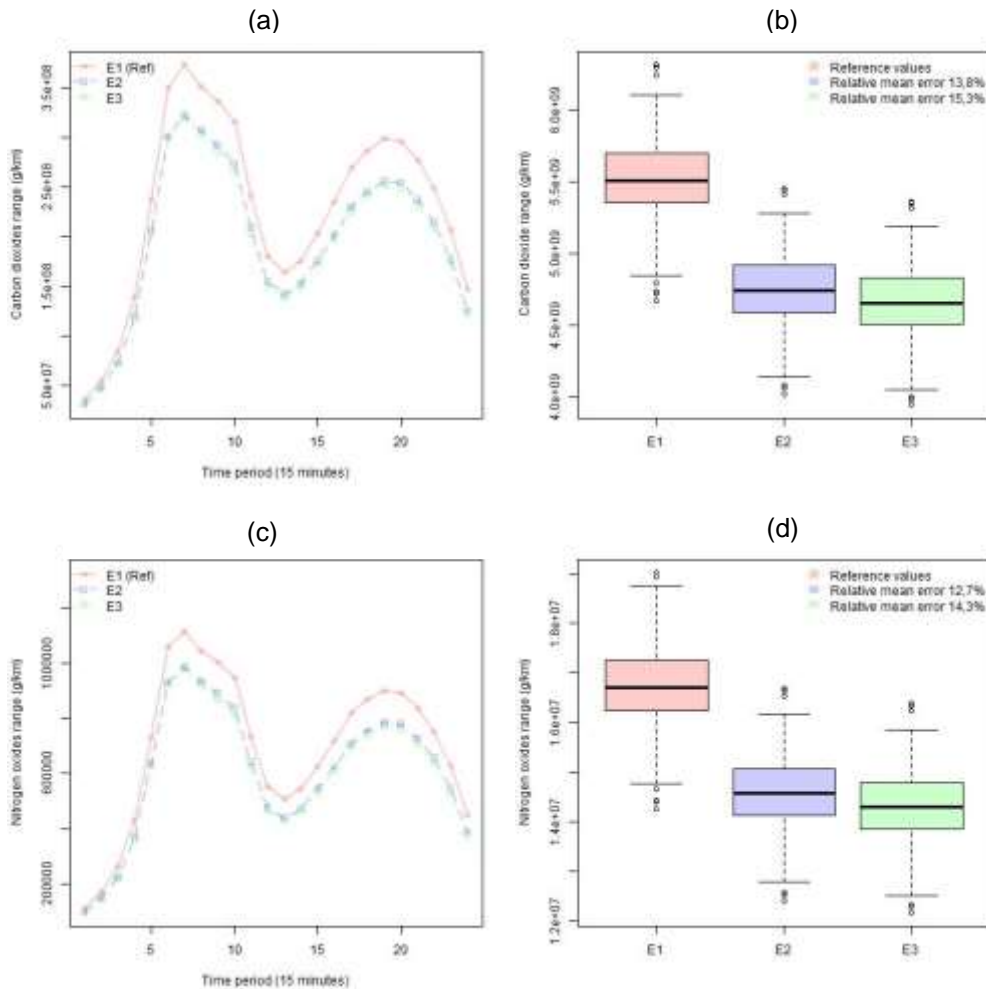 (a)
E1 (Ref)
E2
E3
Carbon dioxides range (g/km)
5.0e+07
1.5e+08
2.5e+08
3.5e+08
5
10
15
20
Time period (15 minutes)
(b)
Reference values
Relative mean error 13,8%
Relative mean error 15,3%
Carbon dioxide range (g/km)
4.0e+09
4.5e+09
5.0e+09
5.5e+09
6.0e+09
E1
E2
E3
(c)
E1 (Ref)
E2
E3
Nitrogen oxides range (g/km)
200000
600000
1000000
5
10
15
20
Time period (15 minutes)
(d)
Reference values
Relative mean error 12,7%
Relative mean error 14,3%
Nitrogen oxides range (g/km)
1.2e+07
1.4e+07
1.6e+07
1.8e+07
E1
E2
E3